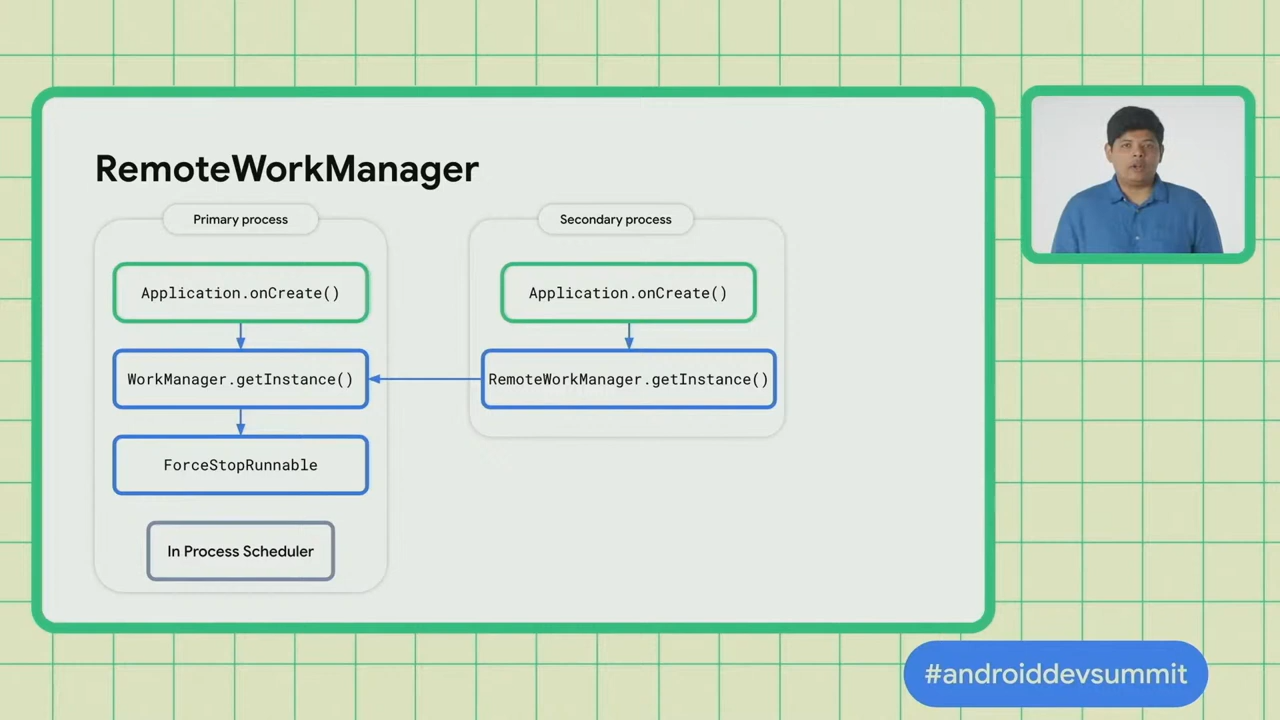 RemoteWorkManager
Primary process
Application.onCreate()
WorkManager.getInstance()
ForceStopRunnable
In Process Scheduler
Secondary process
Application.onCreate()
RemoteWorkManager.getInstance()
#androiddevsummit